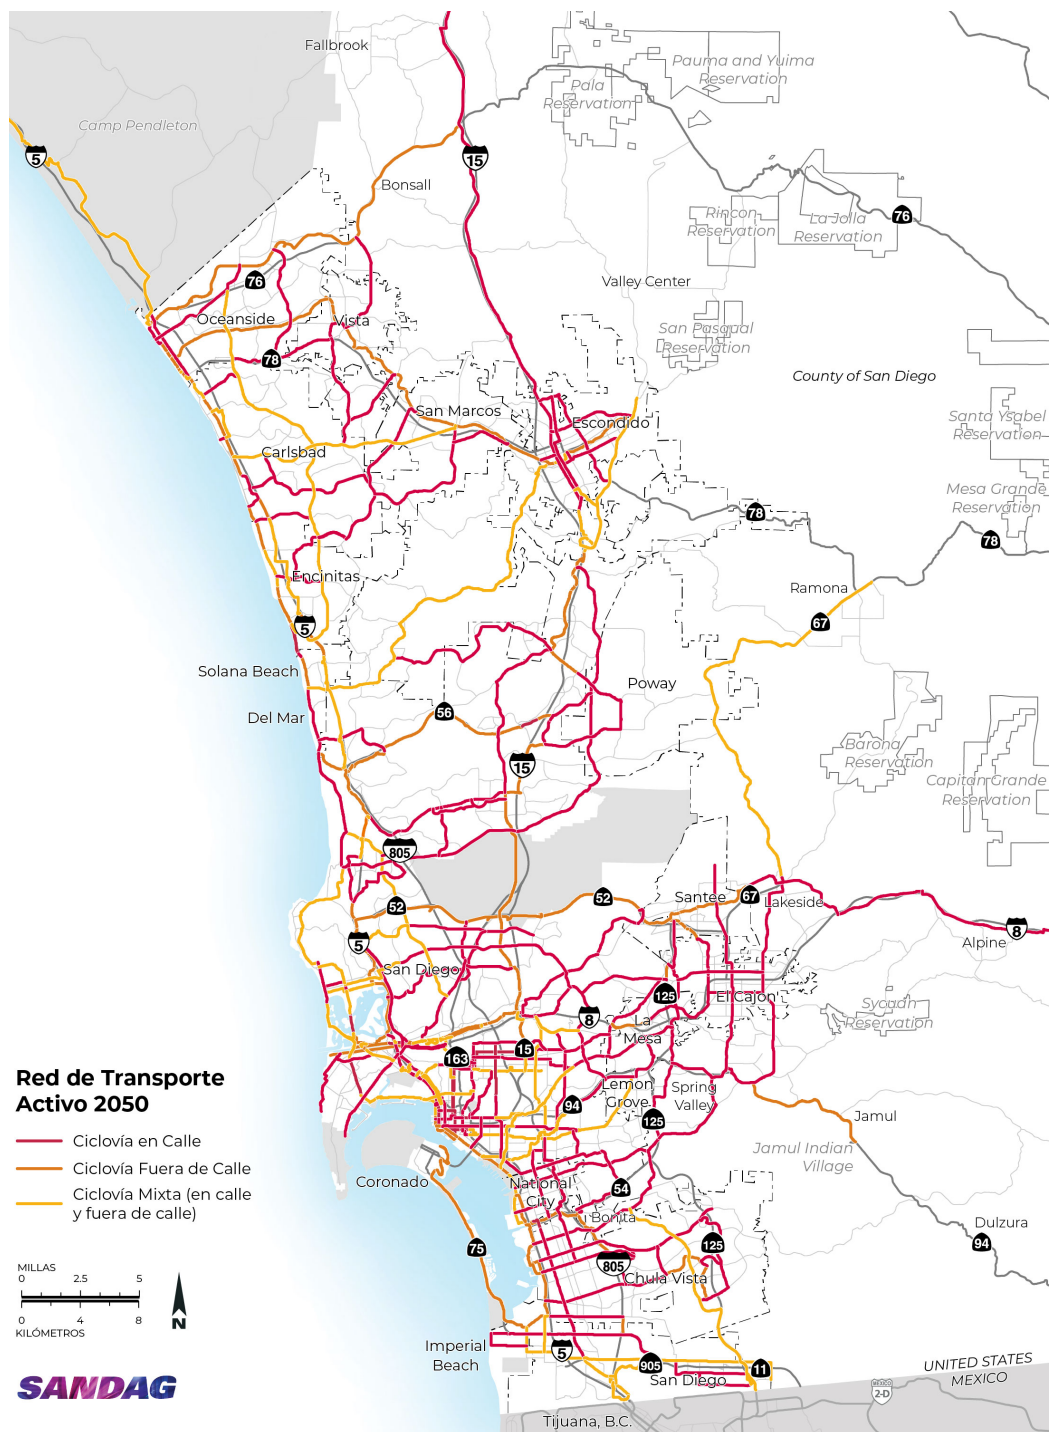 Fallbrook
Pauma and Yuima
Reservation
Pala
Reservation
Camp Pendleton
5
15
Bonsall
Rincon
Reservation
La Jolla
Reservation
76
76
Valley Center
Oceanside
Vista
San Pasqual
Reservation
78
County of San Diego
San Marcos
Escondido
Santa Ysabel
Reservation
Carlsbad
Mesa Grande
Reservation
78
78
Encinitas
Ramona
67
5
Solana Beach
Poway
Del Mar
56
15
Barona
Reservation
Capitan Grande
Reservation
805
52
52
Santee
67
Lakeside
5
8
Alpine
San Diego
125
El Cajon
8
La
Mesa
Sycuan
Reservation
163
15
Red de Transporte
Activo 2050
Lemon
Grove
Spring
Valley
94
125
Jamul
Ciclovía en Calle
Ciclovía Fuera de Calle
Ciclovía Mixta (en calle
y fuera de calle)
Jamul Indian
Village
Coronado
National
City
54
Bonita
Dulzura
94
75
125
805
Chula Vista
MILLAS
0 2.5 5
0 4 8
KILÓMETROS
N
Imperial
Beach
5
905
11
San Diego
UNITED STATES
MEXICO
SANDAG
2-D
Tijuana, B.C.